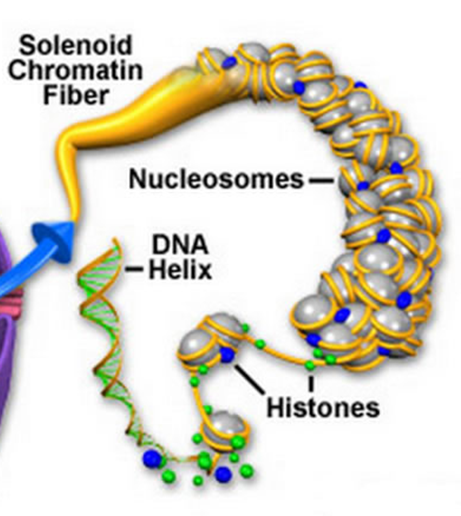 Solenoid
Chromatin
Fiber
Nucleosomes
DNA
Helix
Histones